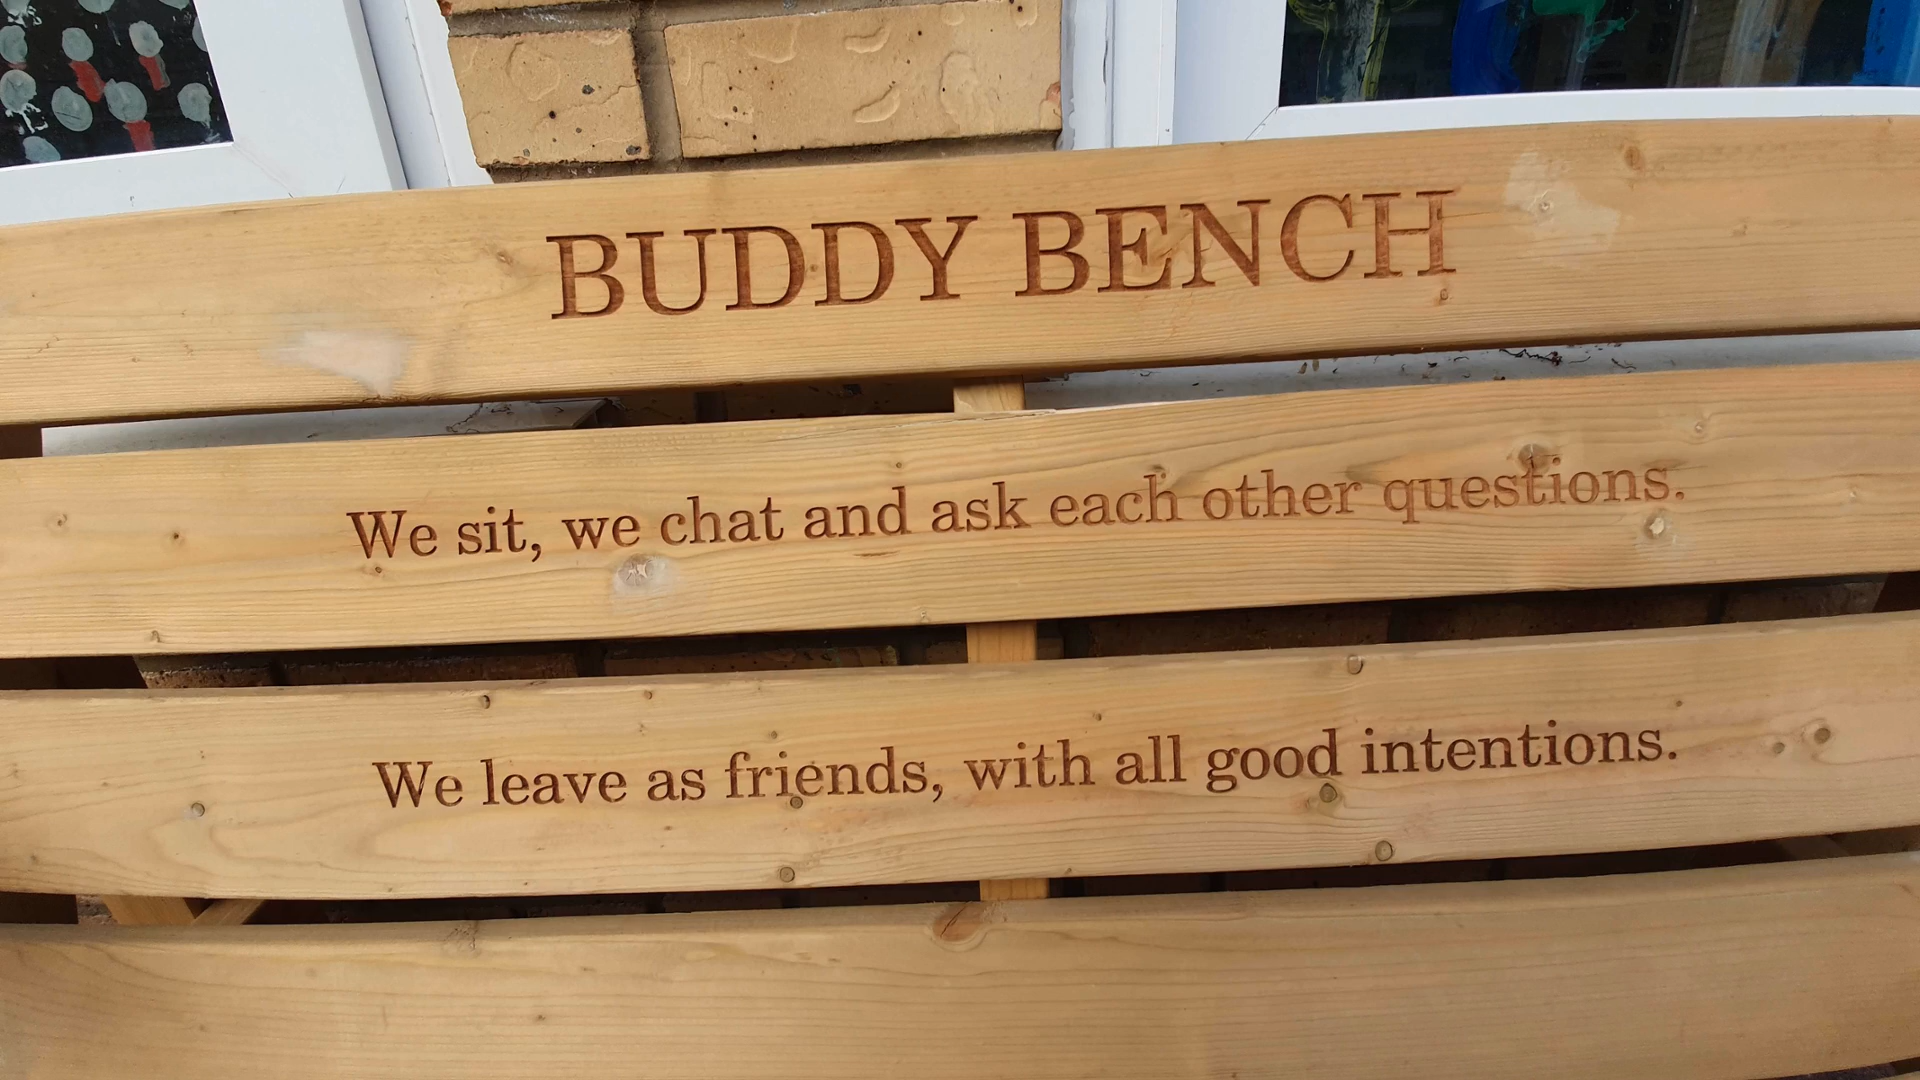 BUDDY BENCH
We sit, we chat and ask each other questions.
We leave as friends, with all good intentions.